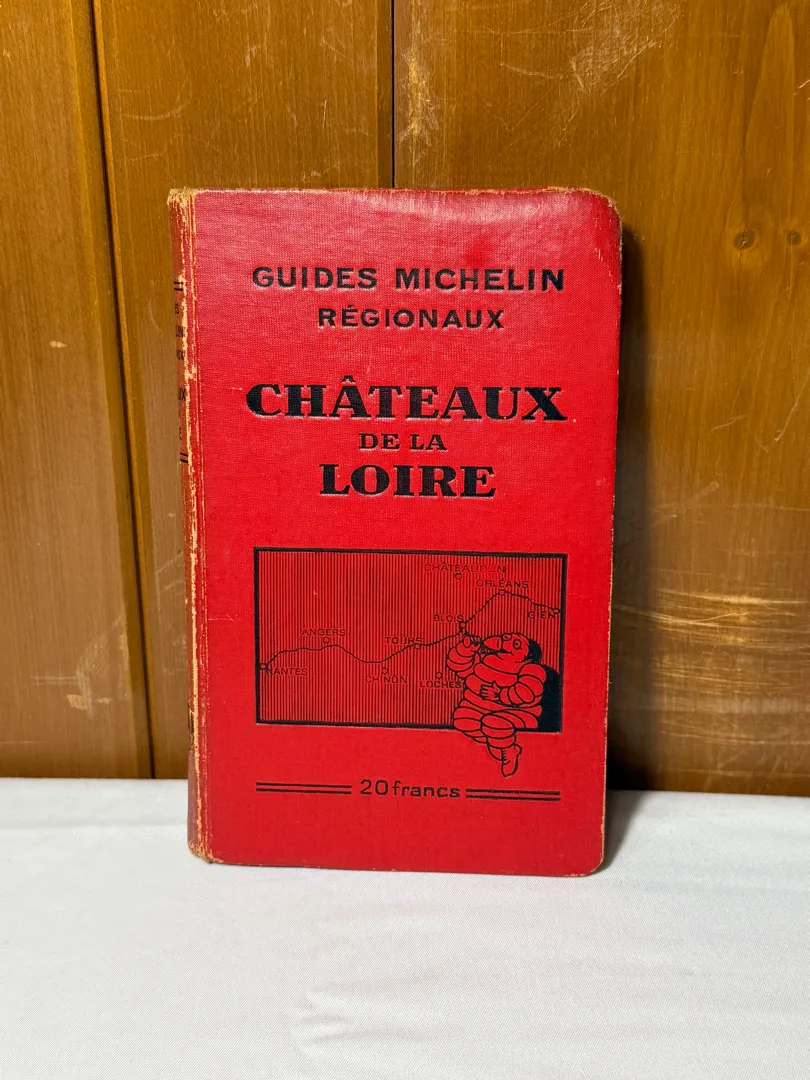 GUIDES MICHELIN
RÉGIONAUX
CHÂTEAUX
DE LA
LOIRE
CHÂTEAUDUN
ORLÉANS
GIEN
BLOIS
ANGERS
TOURS
NANTES
CHINON
LOCHES
20 francs